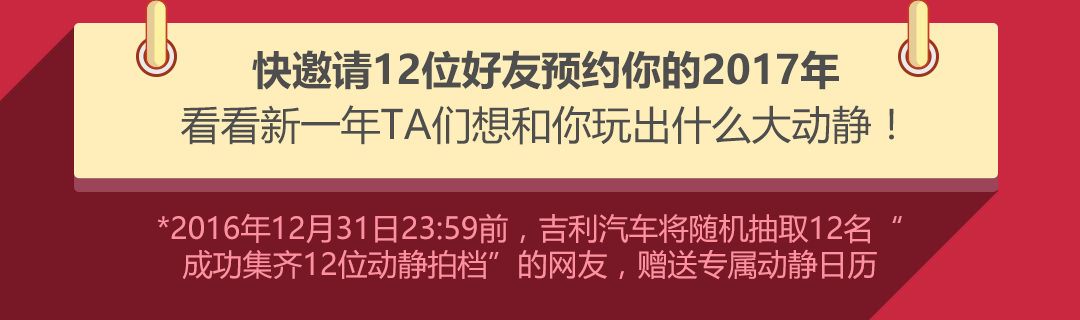 快邀请12位好友预约你的2017年
看看新一年TA们想和你玩出什么大动静！
*2016年12月31日23:59前，吉利汽车将随机抽取12名“
成功集齐12位动静拍档”的网友，赠送专属动静日历